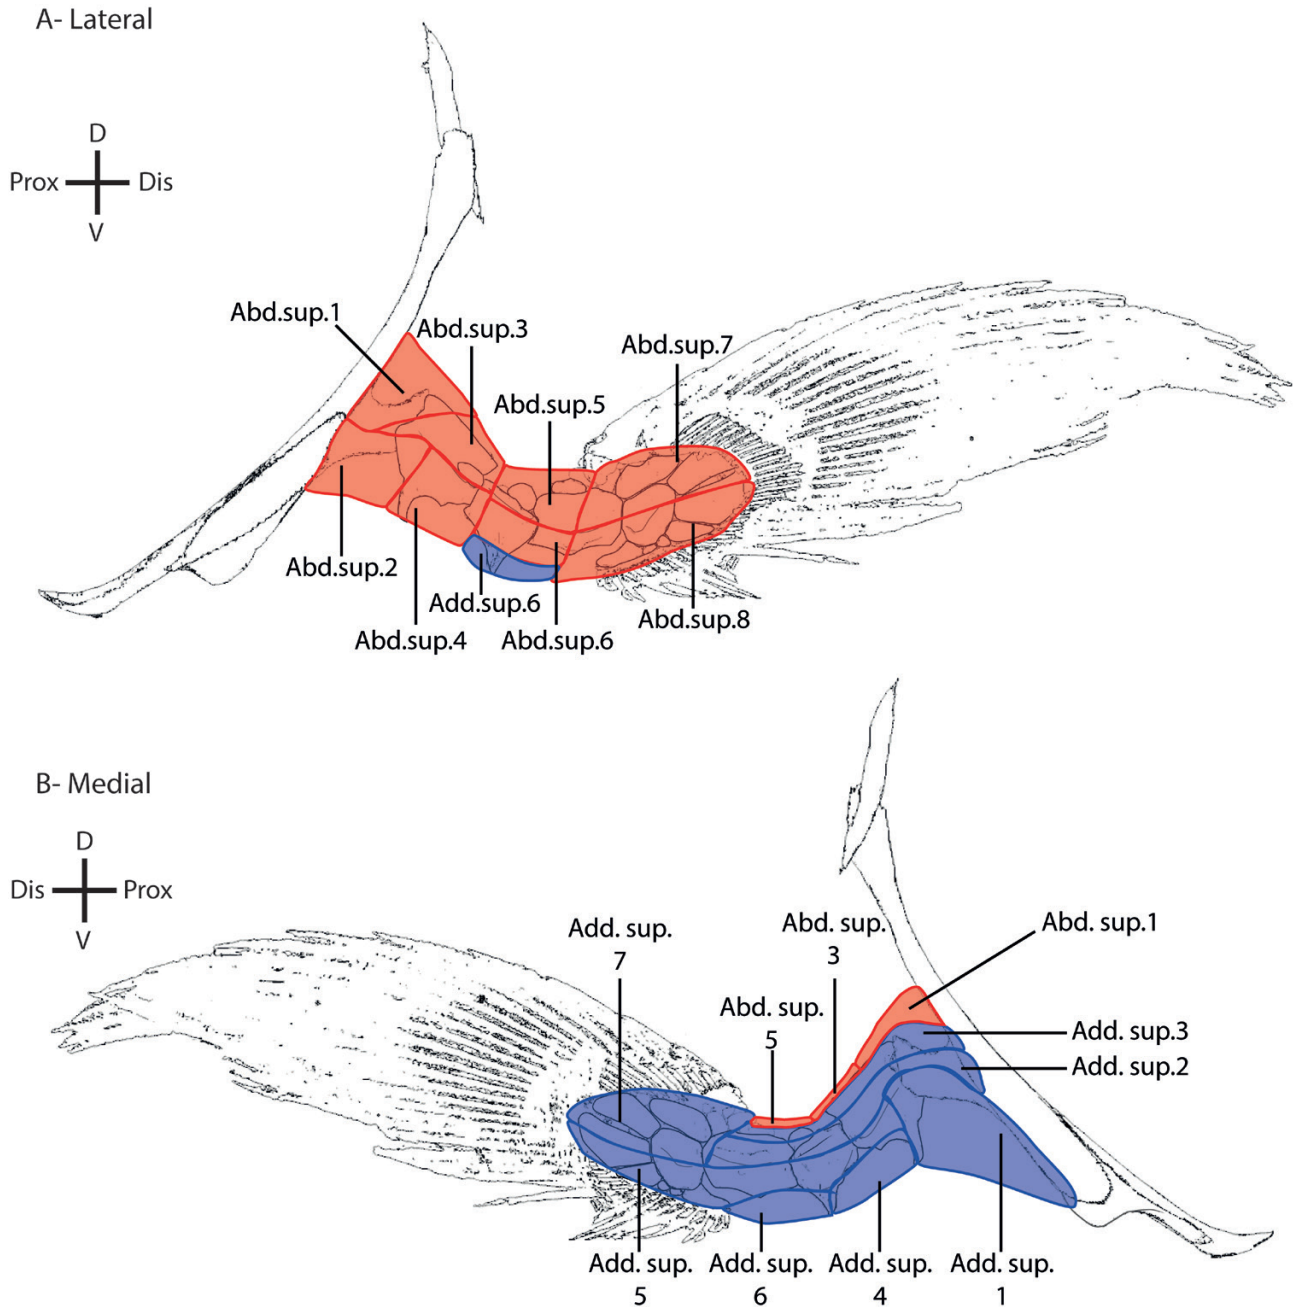 A- Lateral
D
Prox Dis
V
Abd.sup.1
Abd.sup.3
Abd.sup.7
Abd.sup.5
Abd.sup.2
Add.sup.6
Abd.sup.8
Abd.sup.4
Abd.sup.6
B- Medial
D
Dis Prox
V
Add. sup.
7
Abd. sup.
3
Abd. sup.1
Abd. sup.
5
Add. sup.3
Add. sup.2
Add. sup.
5
Add. sup.
6
Add. sup.
4
Add. sup.
1